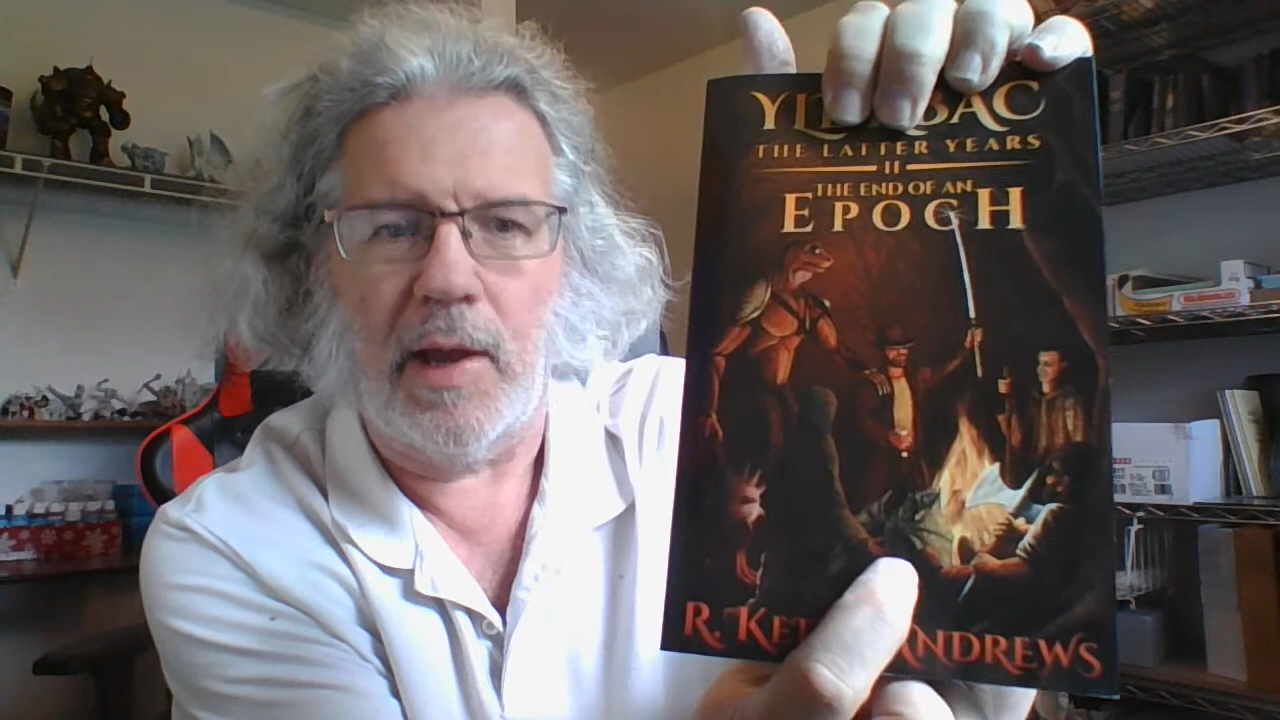 THE LATTER YEARS
II
THE END OF AN
EPOCH
R. ANDREWS